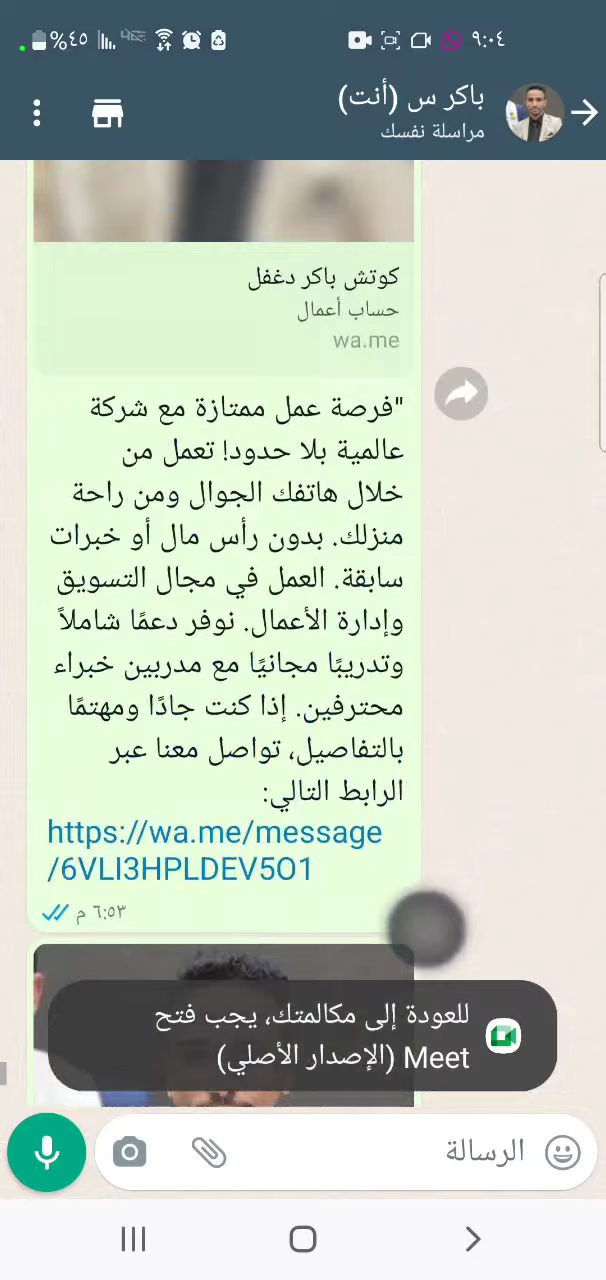 ٩:٠٤
%٤٥
باكر س (أنت)
مراسلة نفسك
كوتش باكر دغفل
حساب أعمال
wa.me
"فرصة عمل ممتازة مع شركة
عالمية بلا حدود! تعمل من
خلال هاتفك الجوال ومن راحة
منزلك. بدون رأس مال أو خبرات
سابقة. العمل في مجال التسويق
وإدارة الأعمال. نوفر دعمًا شاملاً
وتدريبًا مجانيًا مع مدربين خبراء
محترفين. إذا كنت جادًا ومهتمًا
بالتفاصيل، تواصل معنا عبر
الرابط التالي:
https://wa.me/message
/6VLI3HPLDEV5O1
٦:٥٣ م
للعودة إلى مكالمتك، يجب فتح
Meet (الإصدار الأصلي)
الرسالة